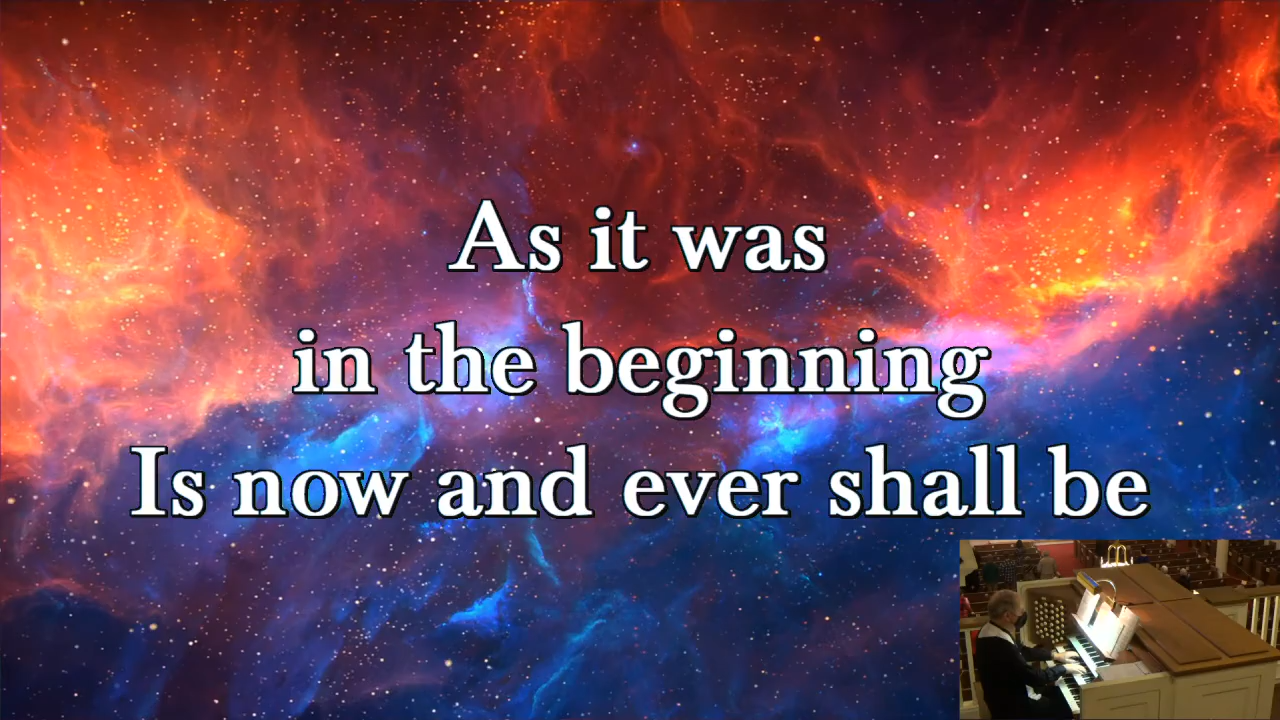 As it was
in the beginning
Is now and ever shall be